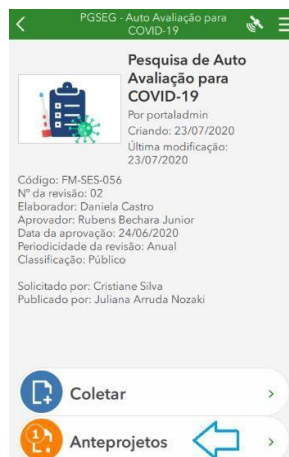 PGSEG - Auto Avaliação para
COVID-19
Pesquisa de Auto
Avaliação para
COVID-19
Por portaladmin
Criando: 23/07/2020
Última modificação:
23/07/2020
Código: FM-SES-056
Nº da revisão: 02
Elaborador: Daniela Castro
Aprovador: Rubens Bechara Junior
Data da aprovação: 24/06/2020
Periodicidade da revisão: Anual
Classificação: Público
Solicitado por: Cristiane Silva
Publicado por: Juliana Arruda Nozaki
Coletar
1
Anteprojetos